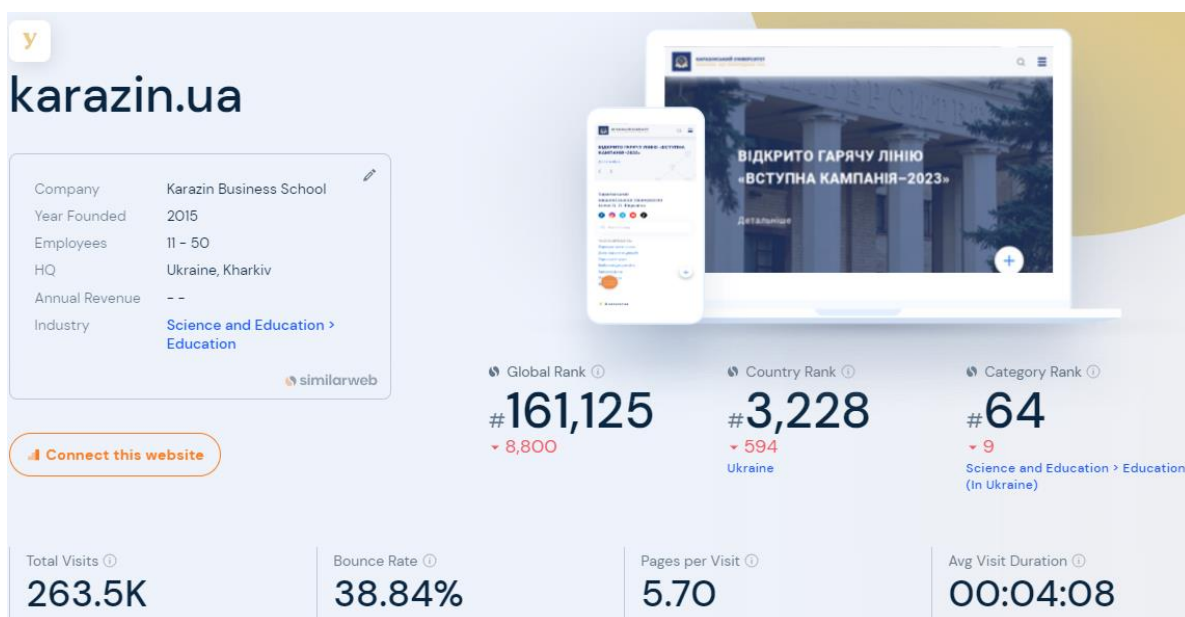 y
karazin.ua
Company Karazin Business School
Year Founded 2015
Employees 11 - 50
HQ Ukraine, Kharkiv
Annual Revenue - -
Industry Science and Education >
Education
similarweb
Connect this website
ВІДКРИТО ГАРЯЧУ ЛІНІЮ
«ВСТУПНА КАМПАНІЯ–2023»
Детальніше
Global Rank
#161,125
8,800
Country Rank
#3,228
594
Ukraine
Category Rank
#64
9
Science and Education > Education
(In Ukraine)
Total Visits
263.5K
Bounce Rate
38.84%
Pages per Visit
5.70
Avg Visit Duration
00:04:08